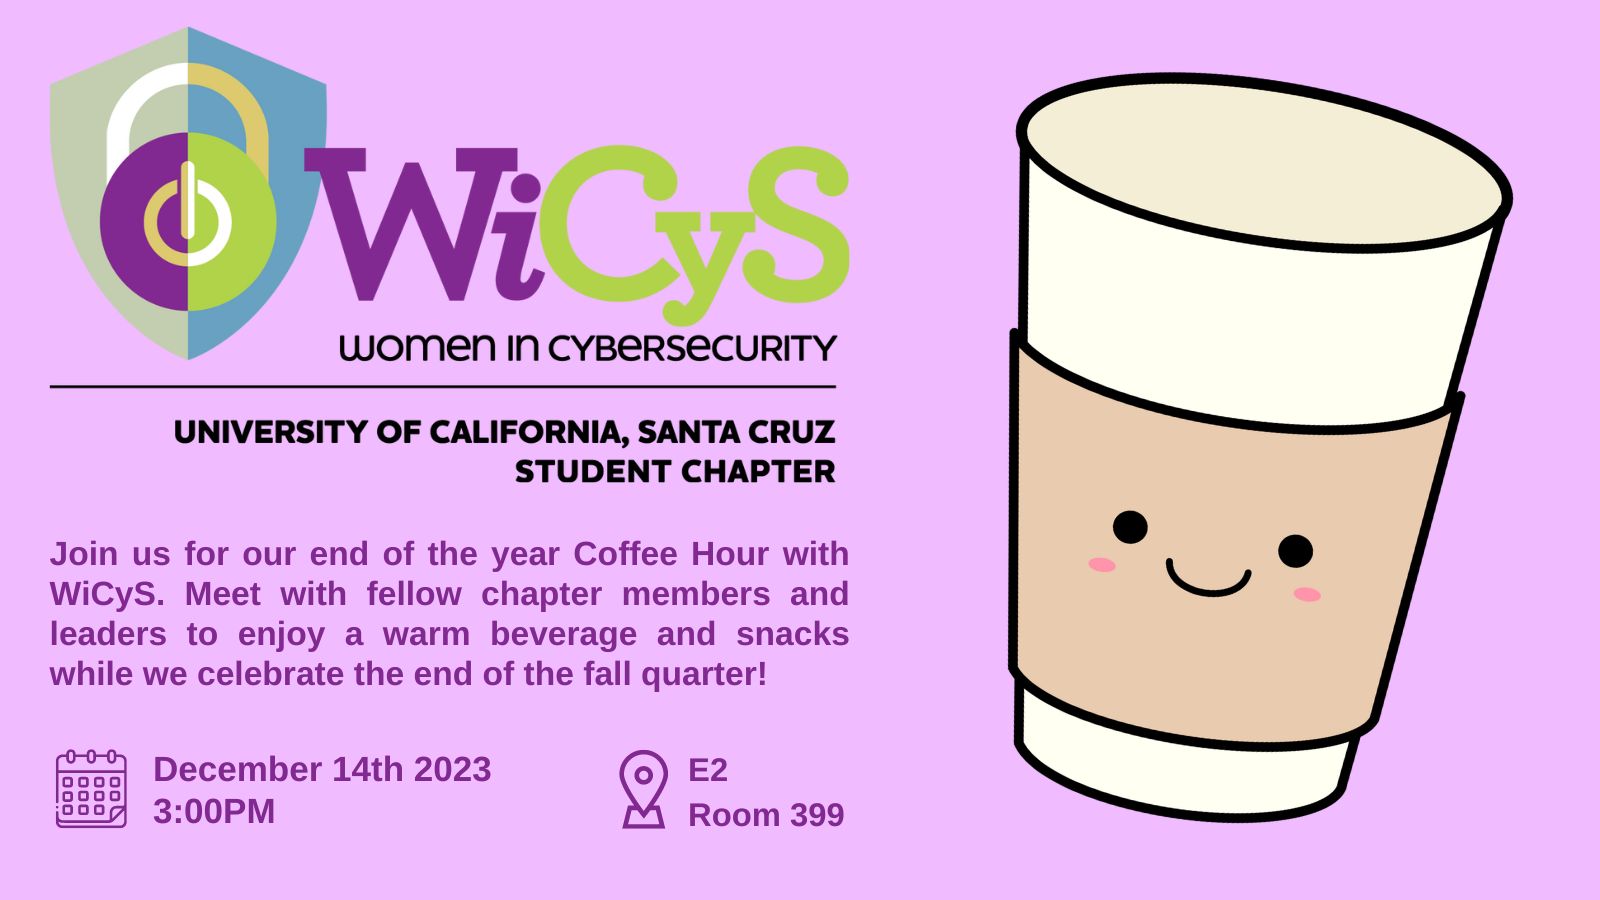 WiCyS
women in cybersecurity
UNIVERSITY OF CALIFORNIA, SANTA CRUZ
STUDENT CHAPTER
Join us for our end of the year Coffee Hour with
WiCyS. Meet with fellow chapter members and
leaders to enjoy a warm beverage and snacks
while we celebrate the end of the fall quarter!
December 14th 2023
3:00PM
E2
Room 399